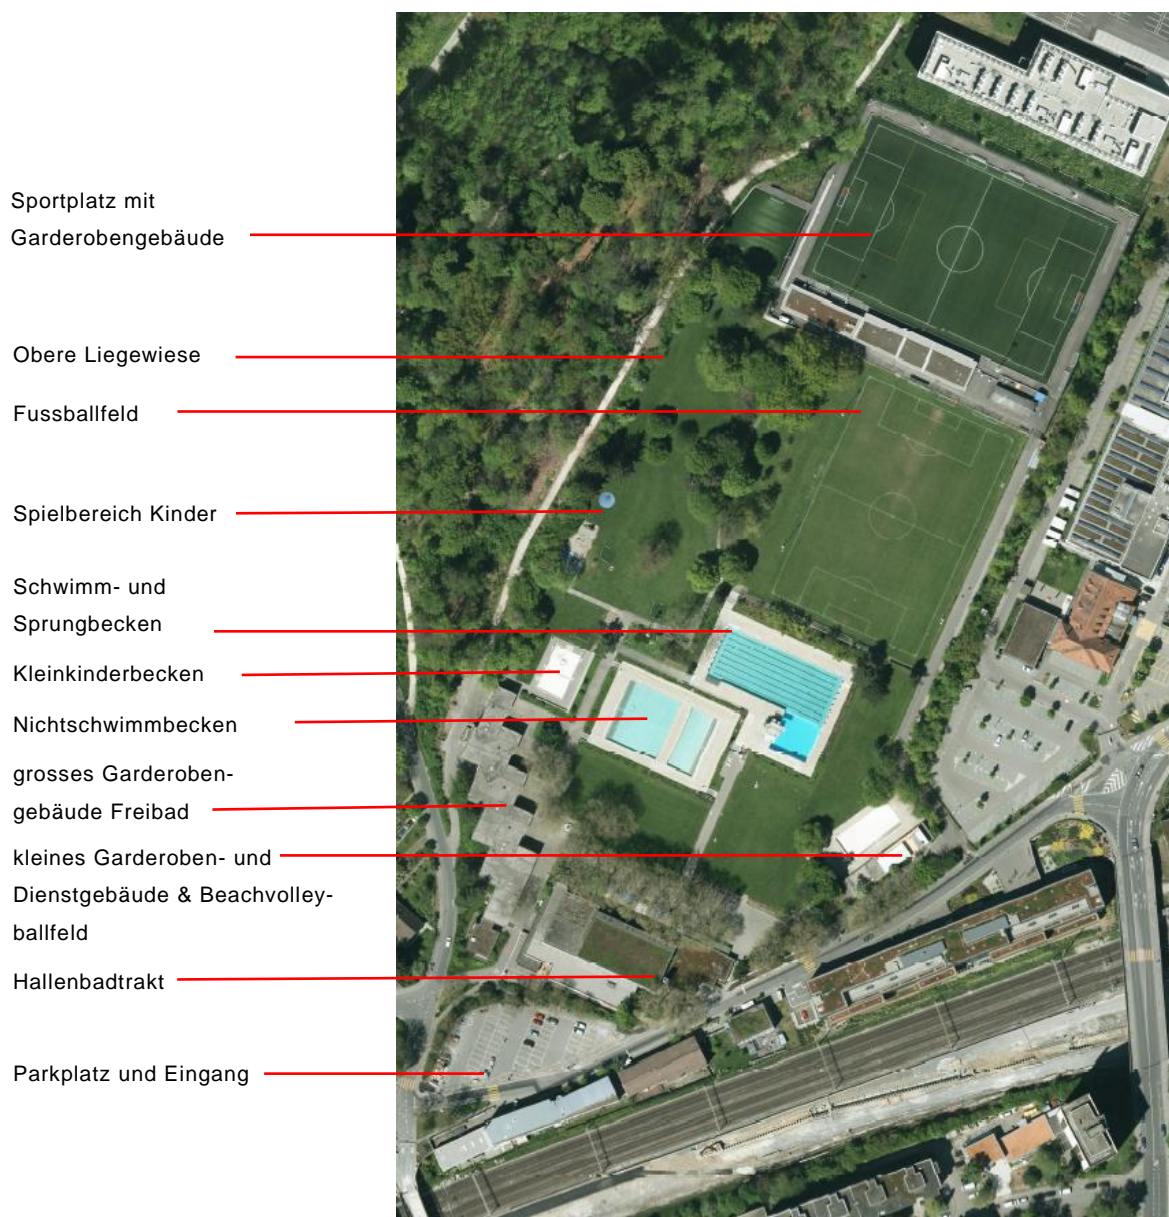 Sportplatz mit
Garderobengebäude
Obere Liegewiese
Fussballfeld
Spielbereich Kinder
Schwimm- und
Sprungbecken
Kleinkinderbecken
Nichtschwimmbecken
grosses Garderoben-
gebäude Freibad
kleines Garderoben- und
Dienstgebäude & Beachvolley-
ballfeld
Hallenbadtrakt
Parkplatz und Eingang